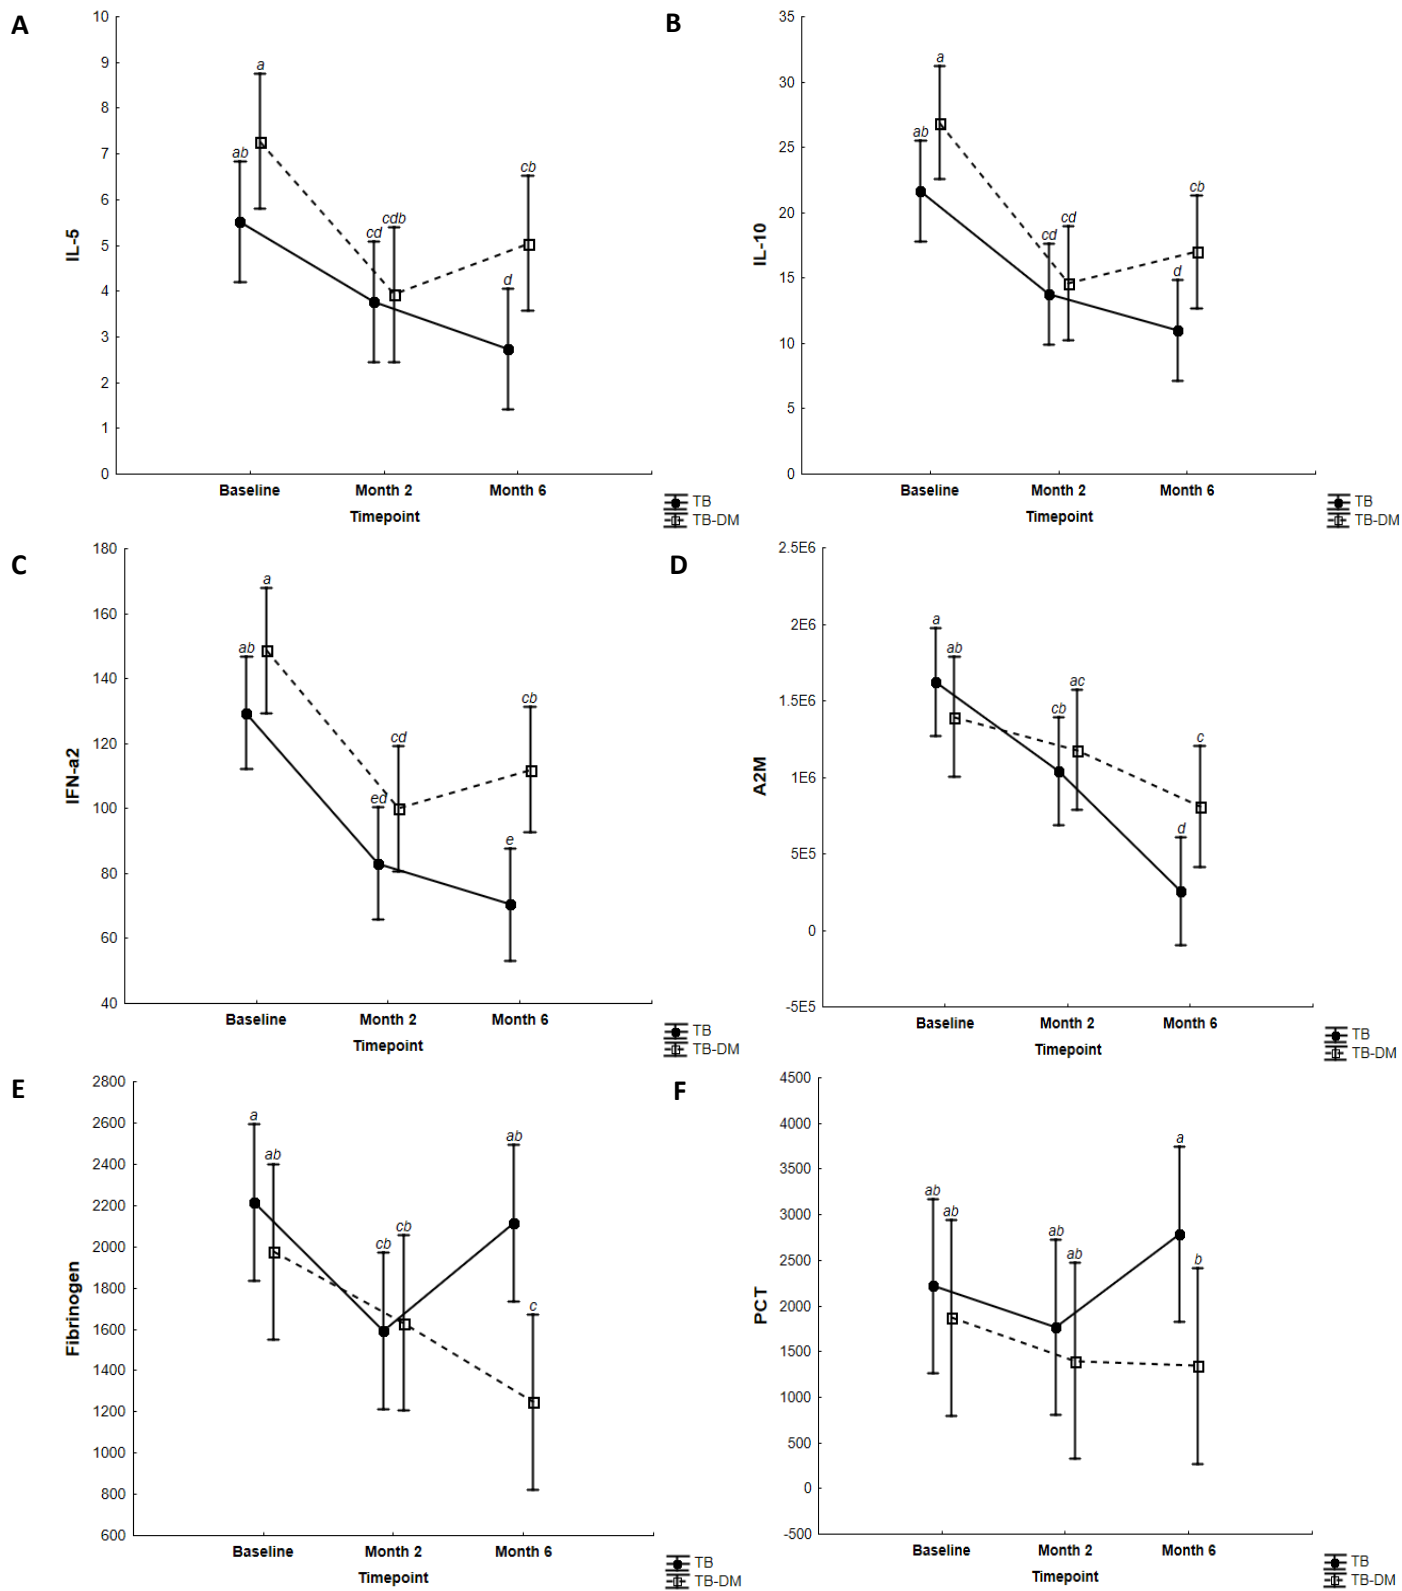 A
10
9
8
7
6
5
4
3
2
1
0
IL-5
a
ab
cd
cdb
cb
d
Baseline Month 2 Month 6
Timepoint
TB
TB-DM
B
35
30
25
20
15
10
5
0
IL-10
a
ab
cd
cd
cb
d
Baseline Month 2 Month 6
Timepoint
TB
TB-DM
C
180
160
140
120
100
80
60
40
IFN-a2
a
ab
cd
ed
cb
e
Baseline Month 2 Month 6
Timepoint
TB
TB-DM
D
2.5E6
2E6
1.5E6
1E6
5E5
0
-5E5
A2M
a
ab
cb
ac
c
d
Baseline Month 2 Month 6
Timepoint
TB
TB-DM
E
2800
2600
2400
2200
2000
1800
1600
1400
1200
1000
800
600
Fibrinogen
a
ab
cb
cb
ab
c
Baseline Month 2 Month 6
Timepoint
TB
TB-DM
F
4500
4000
3500
3000
2500
2000
1500
1000
500
0
-500
PCT
ab
ab
ab
ab
a
b
Baseline Month 2 Month 6
Timepoint
TB
TB-DM